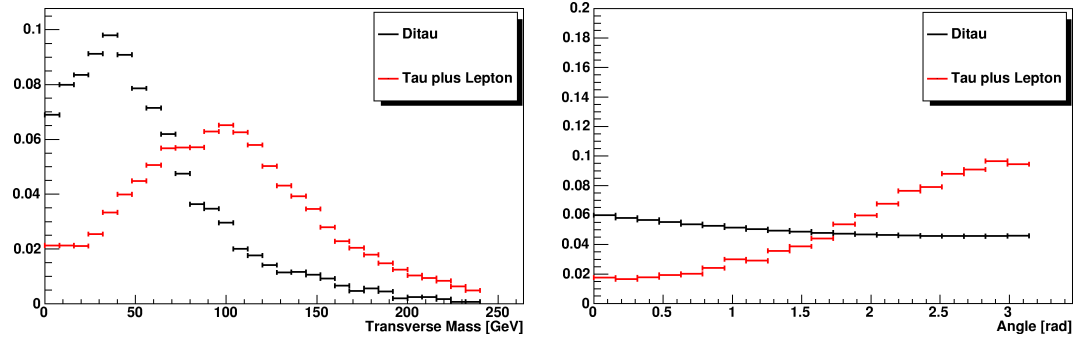 0.1
0.08
0.06
0.04
0.02
0
0 50 100 150 200 250
Transverse Mass [GeV]
Ditau
Tau plus Lepton
0.2
0.18
0.16
0.14
0.12
0.1
0.08
0.06
0.04
0.02
0
0 0.5 1 1.5 2 2.5 3
Angle [rad]
Ditau
Tau plus Lepton